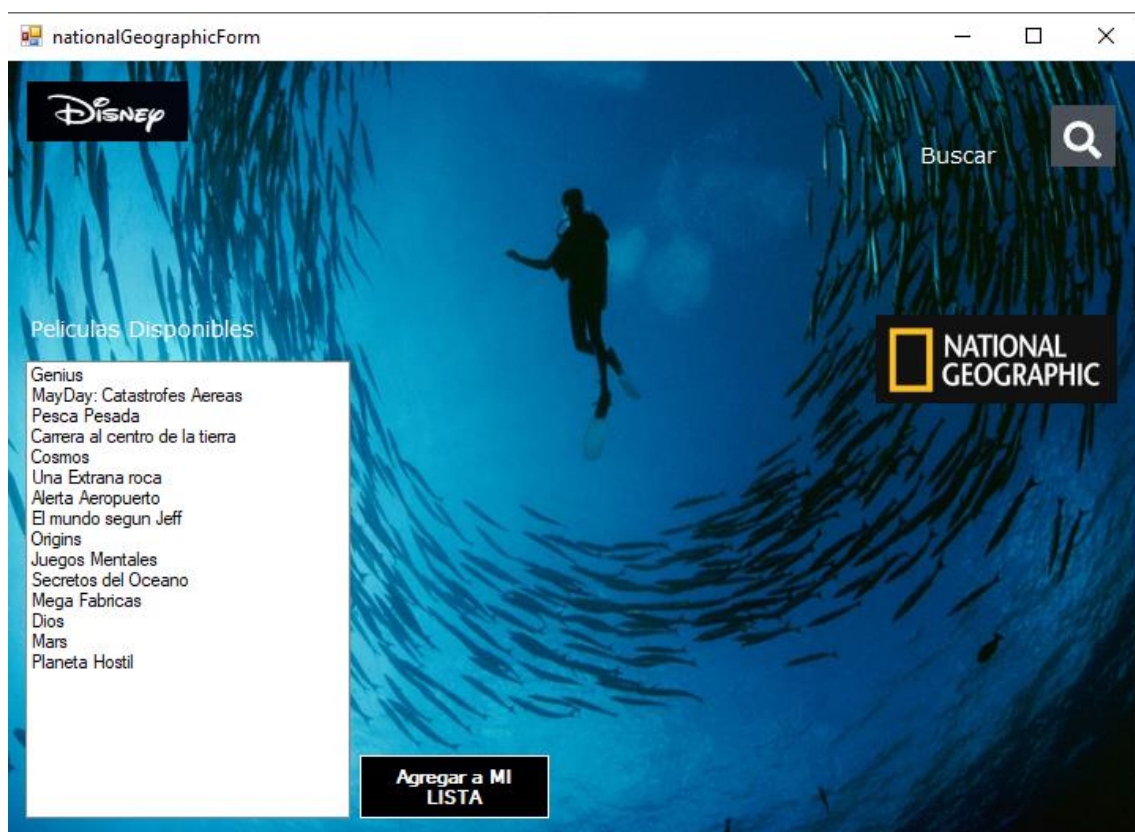 nationalGeographicForm
Disney
Buscar
Peliculas Disponibles
NATIONAL
GEOGRAPHIC
Genius
MayDay: Catastrofes Aereas
Pesca Pesada
Carrera al centro de la tierra
Cosmos
Una Extrana roca
Alerta Aeropuerto
El mundo segun Jeff
Origins
Juegos Mentales
Secretos del Oceano
Mega Fabricas
Dios
Mars
Planeta Hostil
Agregar a MI
LISTA